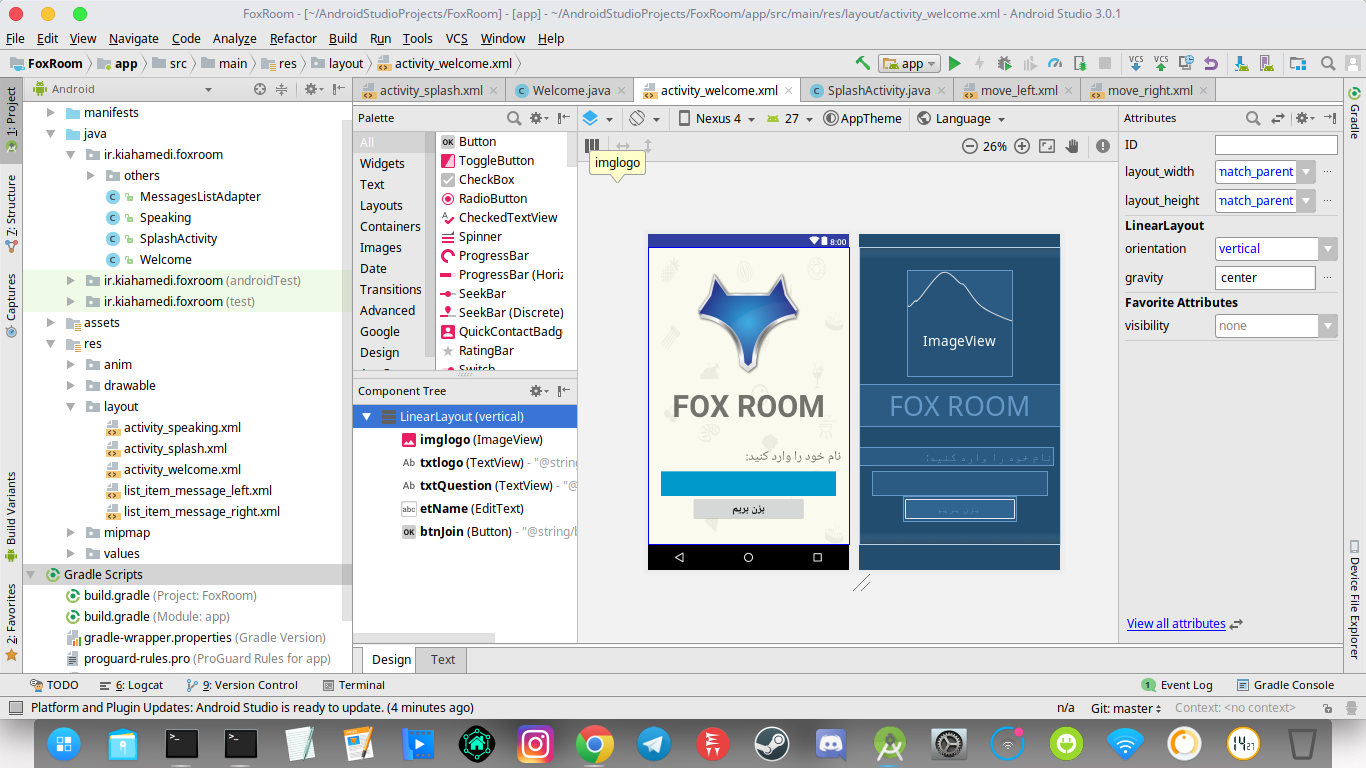 FoxRoom - [~/AndroidStudioProjects/FoxRoom] - [app] - ~/AndroidStudioProjects/FoxRoom/app/src/main/res/layout/activity_welcome.xml - Android Studio 3.0.1
File Edit View Navigate Code Analyze Refactor Build Run Tools VCS Window Help
FoxRoom app src main res layout activity_welcome.xml app VCS VCS
Android
activity_splash.xml Welcome.java activity_welcome.xml SplashActivity.java move_left.xml move_right.xml
1: Project
Z: Structure
Captures
Build Variants
2: Favorites
manifests
java
ir.kiahamedi.foxroom
others
MessagesListAdapter
Speaking
SplashActivity
Welcome
ir.kiahamedi.foxroom (androidTest)
ir.kiahamedi.foxroom (test)
assets
res
anim
drawable
layout
activity_speaking.xml
activity_splash.xml
activity_welcome.xml
list_item_message_left.xml
list_item_message_right.xml
mipmap
values
Gradle Scripts
build.gradle (Project: FoxRoom)
build.gradle (Module: app)
gradle-wrapper.properties (Gradle Version)
proguard-rules.pro (ProGuard Rules for app)
Palette
All
Widgets
Text
Layouts
Containers
Images
Date
Transitions
Advanced
Google
Design
OK Button
ToggleButton
CheckBox
RadioButton
CheckedTextView
Spinner
ProgressBar
ProgressBar (Horiz
SeekBar
SeekBar (Discrete)
QuickContactBadg
RatingBar
Switch
Component Tree
LinearLayout (vertical)
imglogo (ImageView)
Ab txtlogo (TextView) - "@string
Ab txtQuestion (TextView) - "@
abc etName (EditText)
OK btnJoin (Button) - "@string/b
Nexus 4 27 AppTheme Language
26%
imglogo
8:00
FOX ROOM
نام خود را وارد کنید:
بزن بریم
ImageView
FOX ROOM
نام خود را وارد کنید:
بزن بریم
Attributes
ID
layout_width match_parent ...
layout_height match_parent ...
LinearLayout
orientation vertical
gravity center ...
Favorite Attributes
visibility none
View all attributes
Gradle
Device File Explorer
Design Text
TODO 6: Logcat 9: Version Control Terminal 1 Event Log Gradle Console
Platform and Plugin Updates: Android Studio is ready to update. (4 minutes ago) n/a Git: master Context: <no context>
14 27